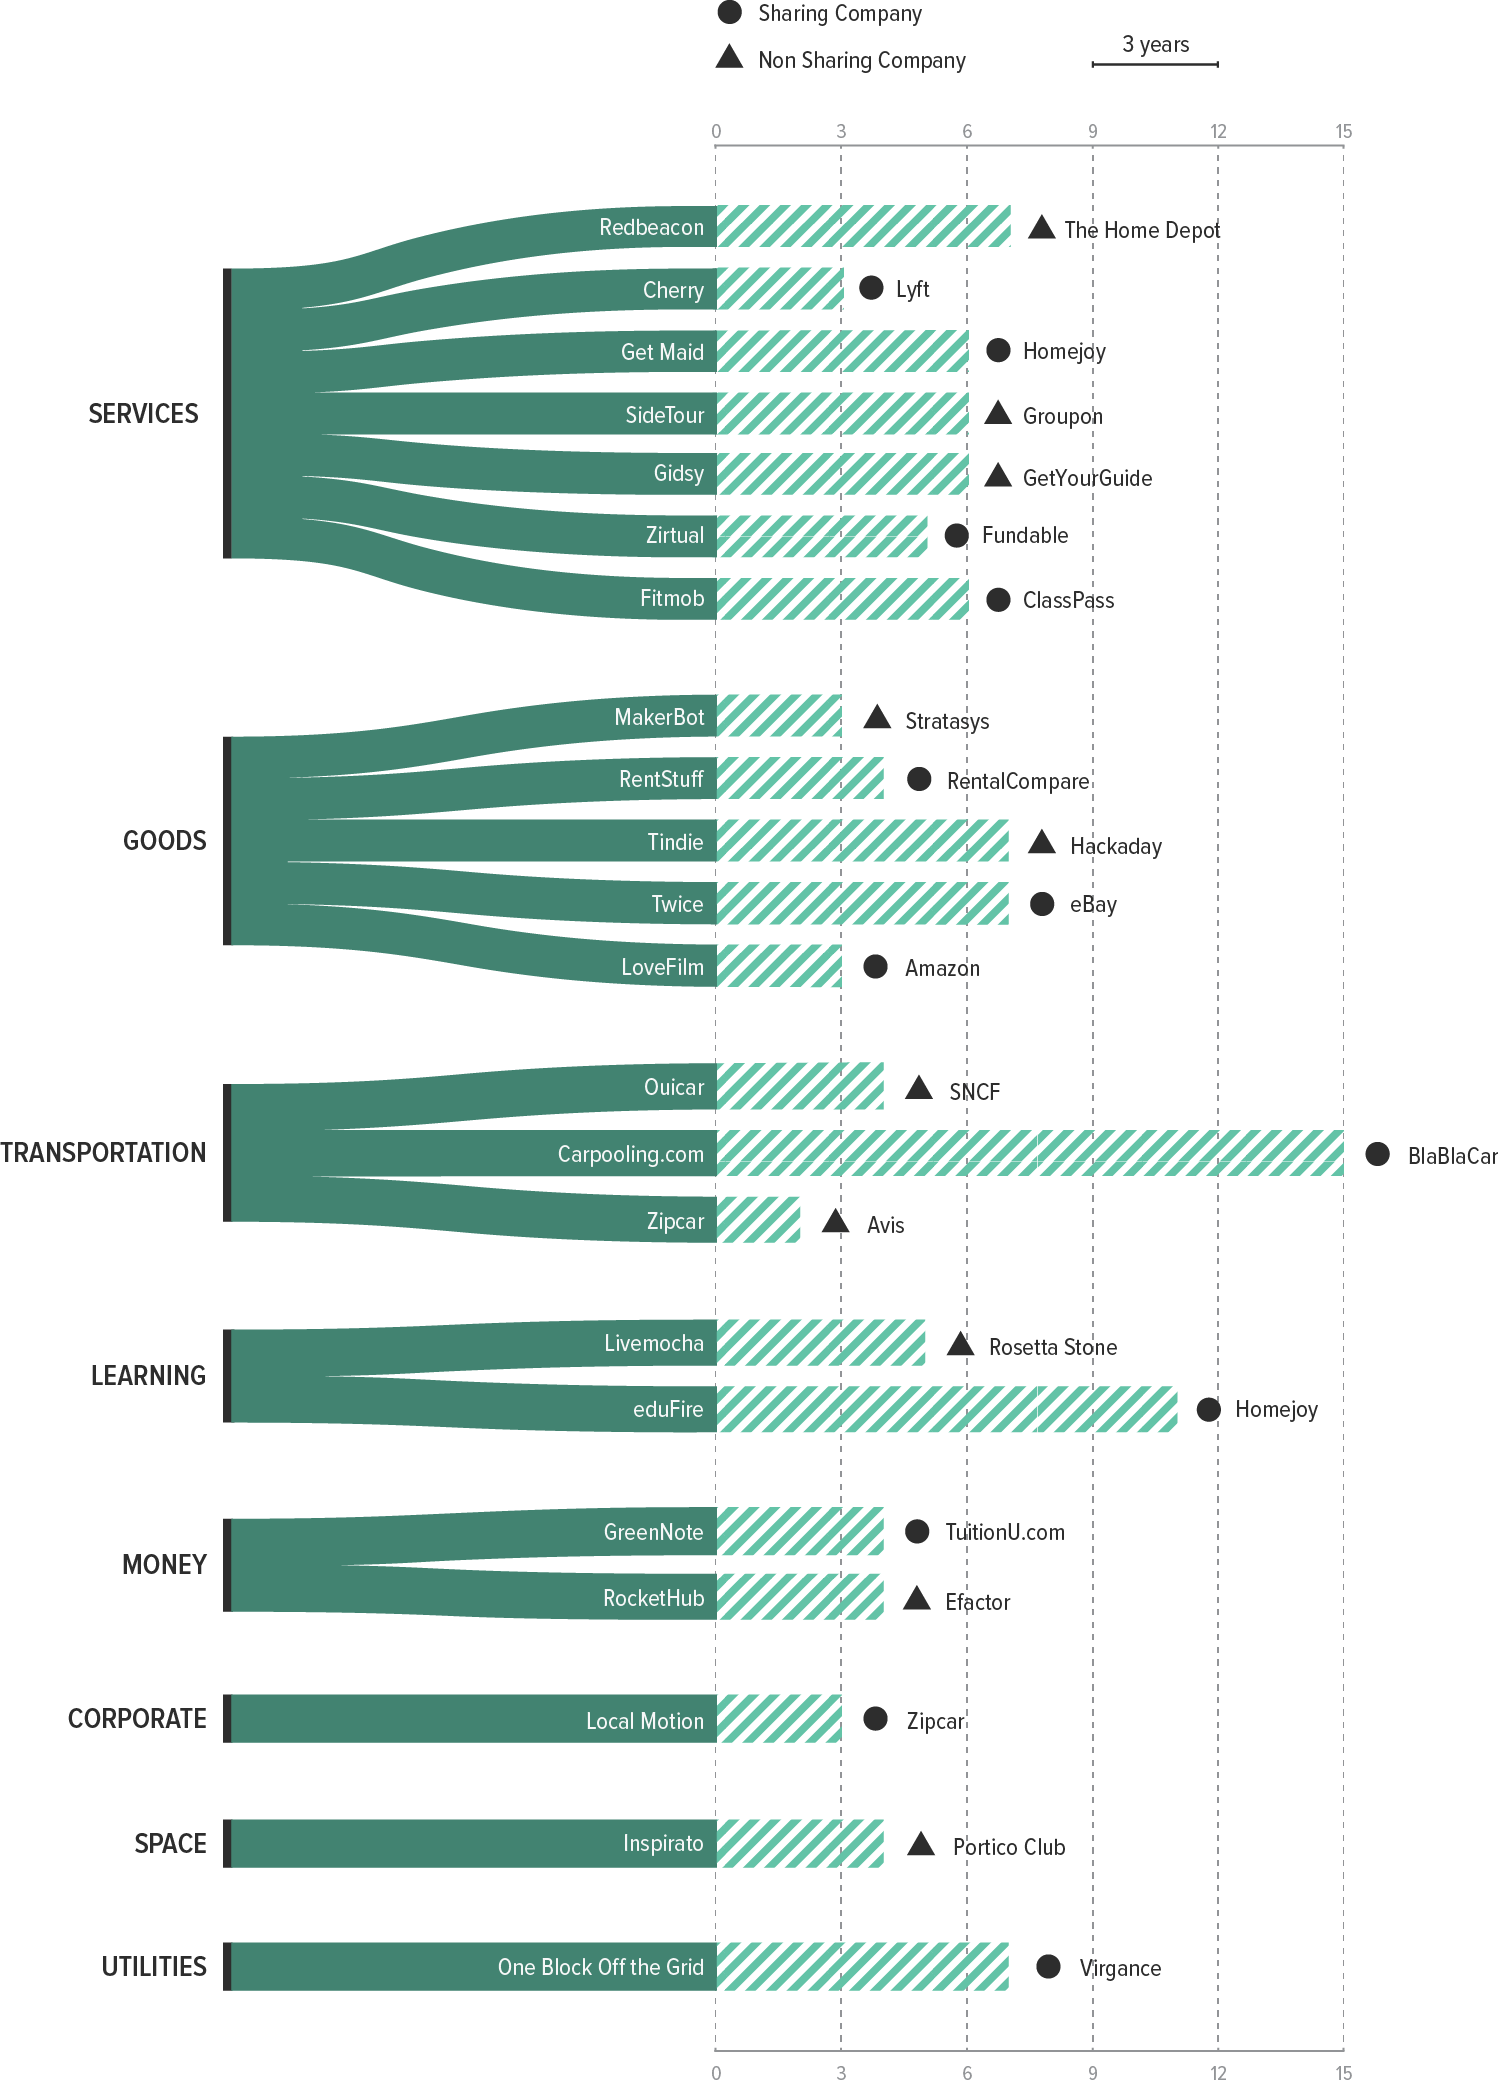 Sharing Company
Non Sharing Company
3 years
0 3 6 9 12 15
SERVICES
Redbeacon The Home Depot
Cherry Lyft
Get Maid Homejoy
SideTour Groupon
Gidsy GetYourGuide
Zirtual Fundable
Fitmob ClassPass
GOODS
MakerBot Stratasys
RentStuff RentalCompare
Tindie Hackaday
Twice eBay
LoveFilm Amazon
TRANSPORTATION
Ouicar SNCF
Carpooling.com BlaBlaCar
Zipcar Avis
LEARNING
Livemocha Rosetta Stone
eduFire Homejoy
MONEY
GreenNote TuitionU.com
RocketHub Efactor
CORPORATE
Local Motion Zipcar
SPACE
Inspirato Portico Club
UTILITIES
One Block Off the Grid Virgance
0 3 6 9 12 15